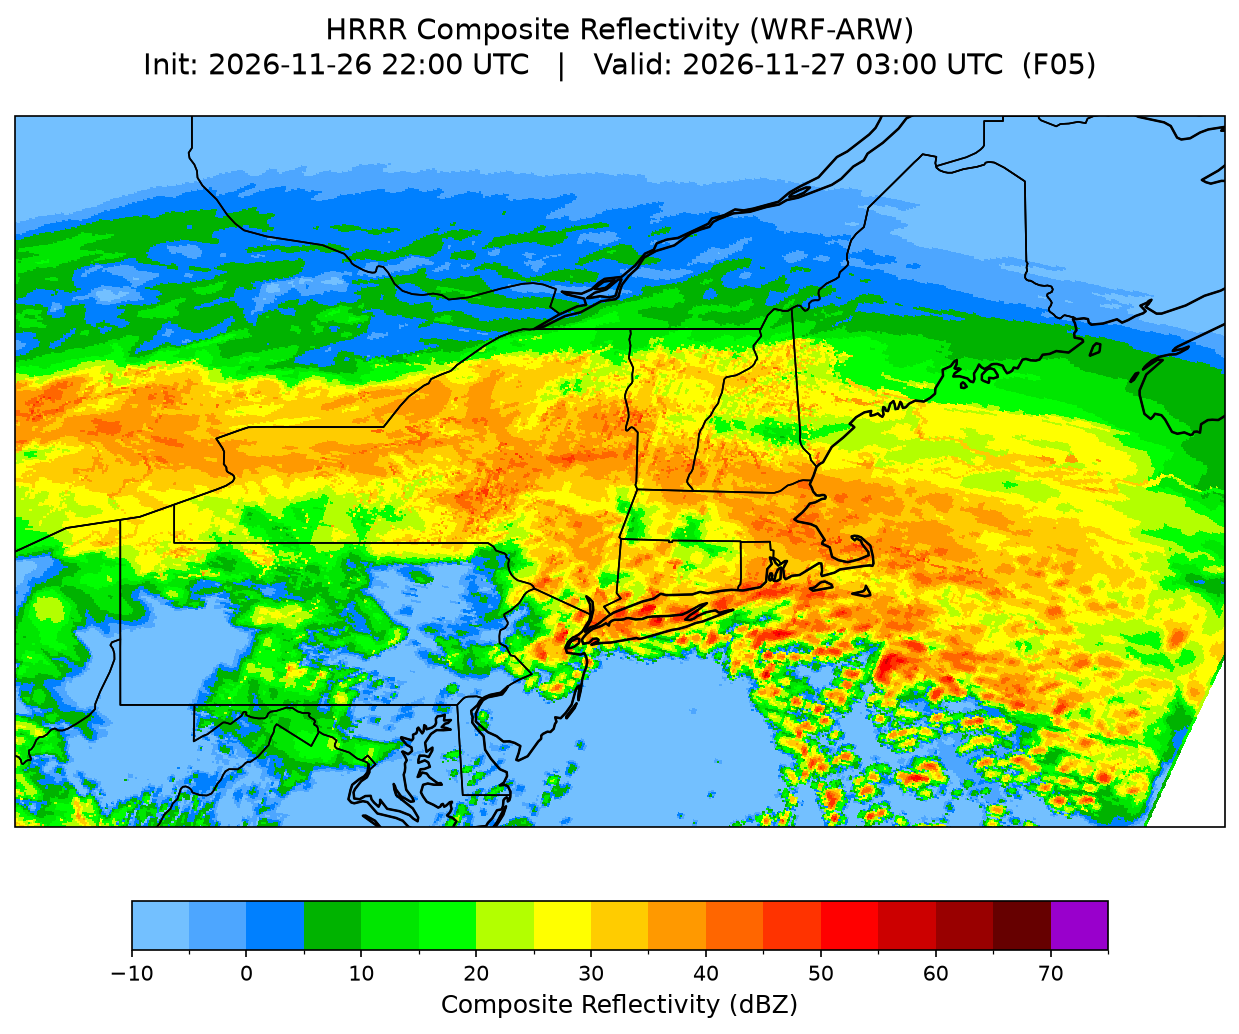 HRRR Composite Reflectivity (WRF-ARW)
Init: 2026-11-26 22:00 UTC   |   Valid: 2026-11-27 03:00 UTC  (F05)
−10 0 10 20 30 40 50 60 70
Composite Reflectivity (dBZ)